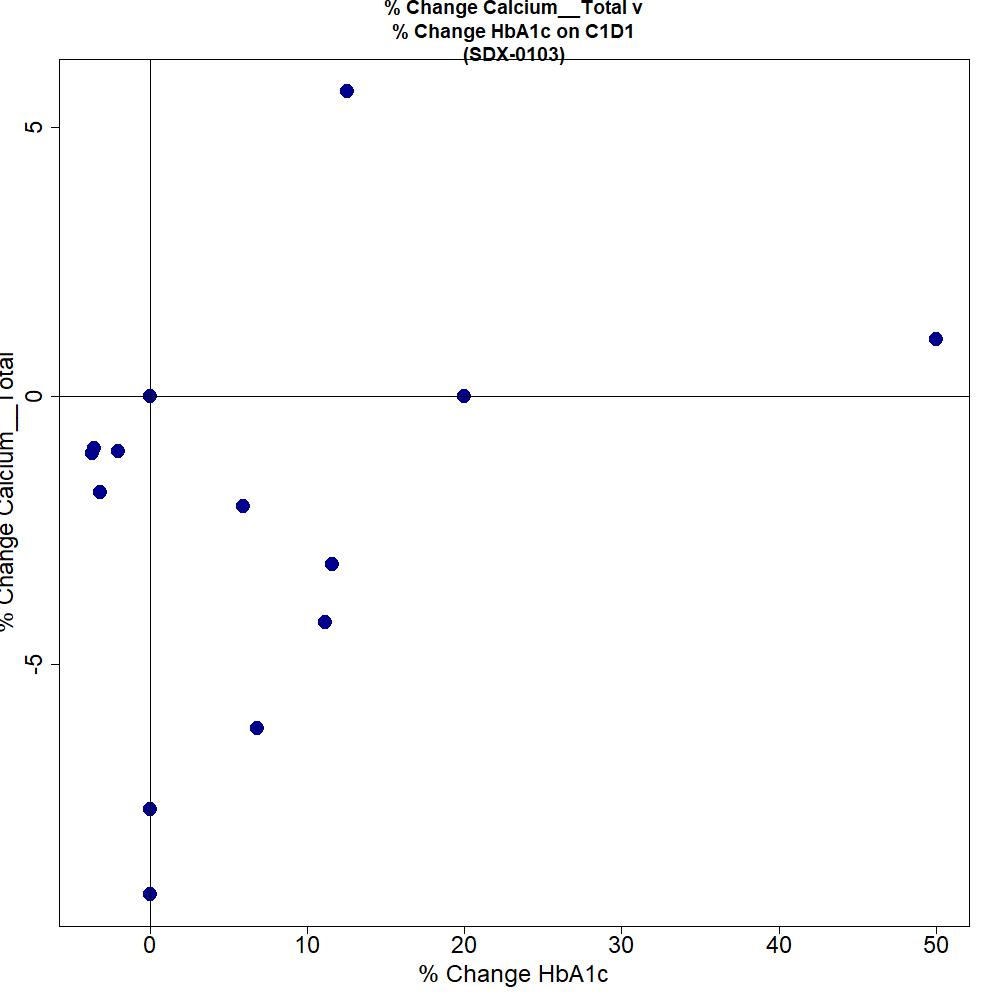 % Change Calcium__Total v
% Change HbA1c on C1D1
(SDX-0103)
5
0
-5
% Change Calcium__Total
0
10
20
30
40
50
% Change HbA1c